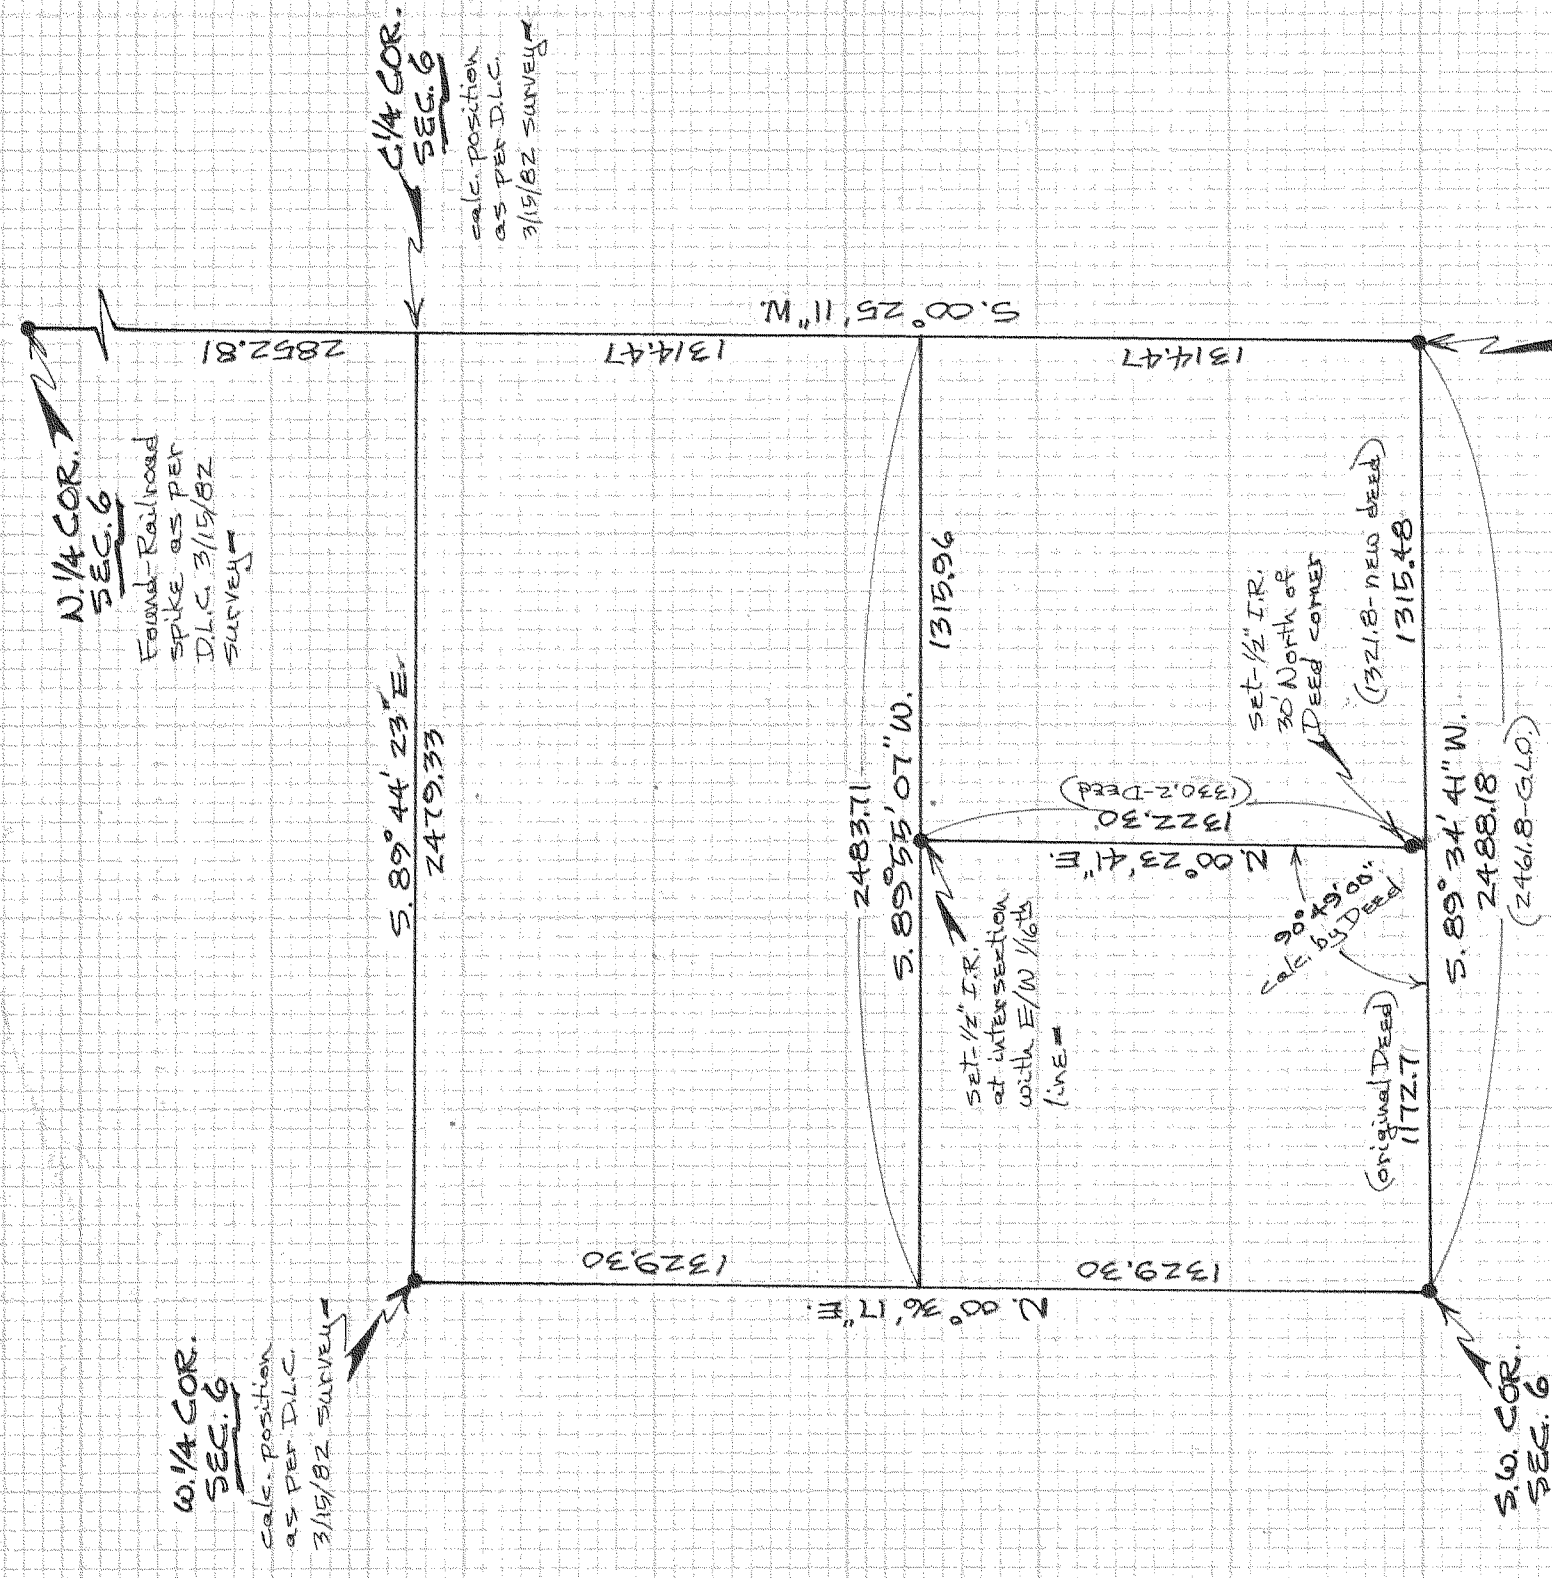 N. 1/4 COR.
SEC. 6
Found-Railroad
spike as per
D.L.C. 3/15/82
survey
C. 1/4 COR.
SEC. 6
calc. position
as per D.L.C.
3/15/82 survey
2852.81
S. 89° 44' 23" E.
2479.33
W. 1/4 COR.
SEC. 6
calc. position
as per D.L.C.
3/15/82 survey
1314.47
S. 00° 25' 11" W.
1314.47
1329.30
N. 00° 36' 17" E.
1329.30
2483.71
S. 89° 55' 07" W.
1315.96
set-1/2" I.R.
at intersection
with E/W 1/16th
line
(330.2-Deed)
1322.30
N. 00° 23' 41" E.
90° 49' 00"
calc. by Deed
set-1/2" I.R.
30' North of
Deed corner
(1321.8-new deed)
1315.48
(original Deed)
1172.7
S. 89° 34' 41" W.
2488.18
(2461.8-G.L.O.)
S.W. COR.
SEC. 6